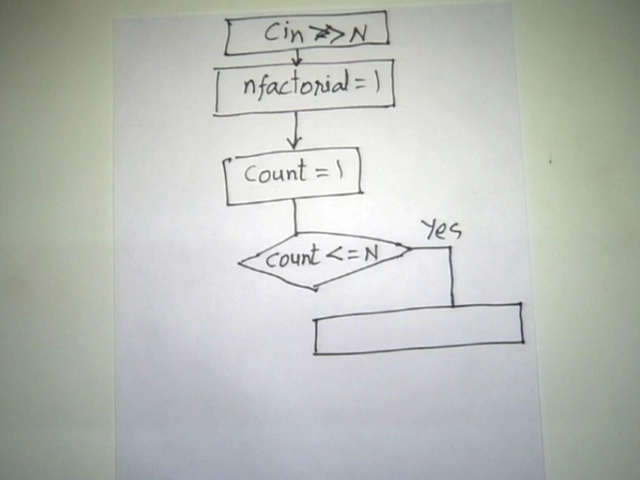 Cin >> N
nfactorial = 1
Count = 1
Count <= N
Yes